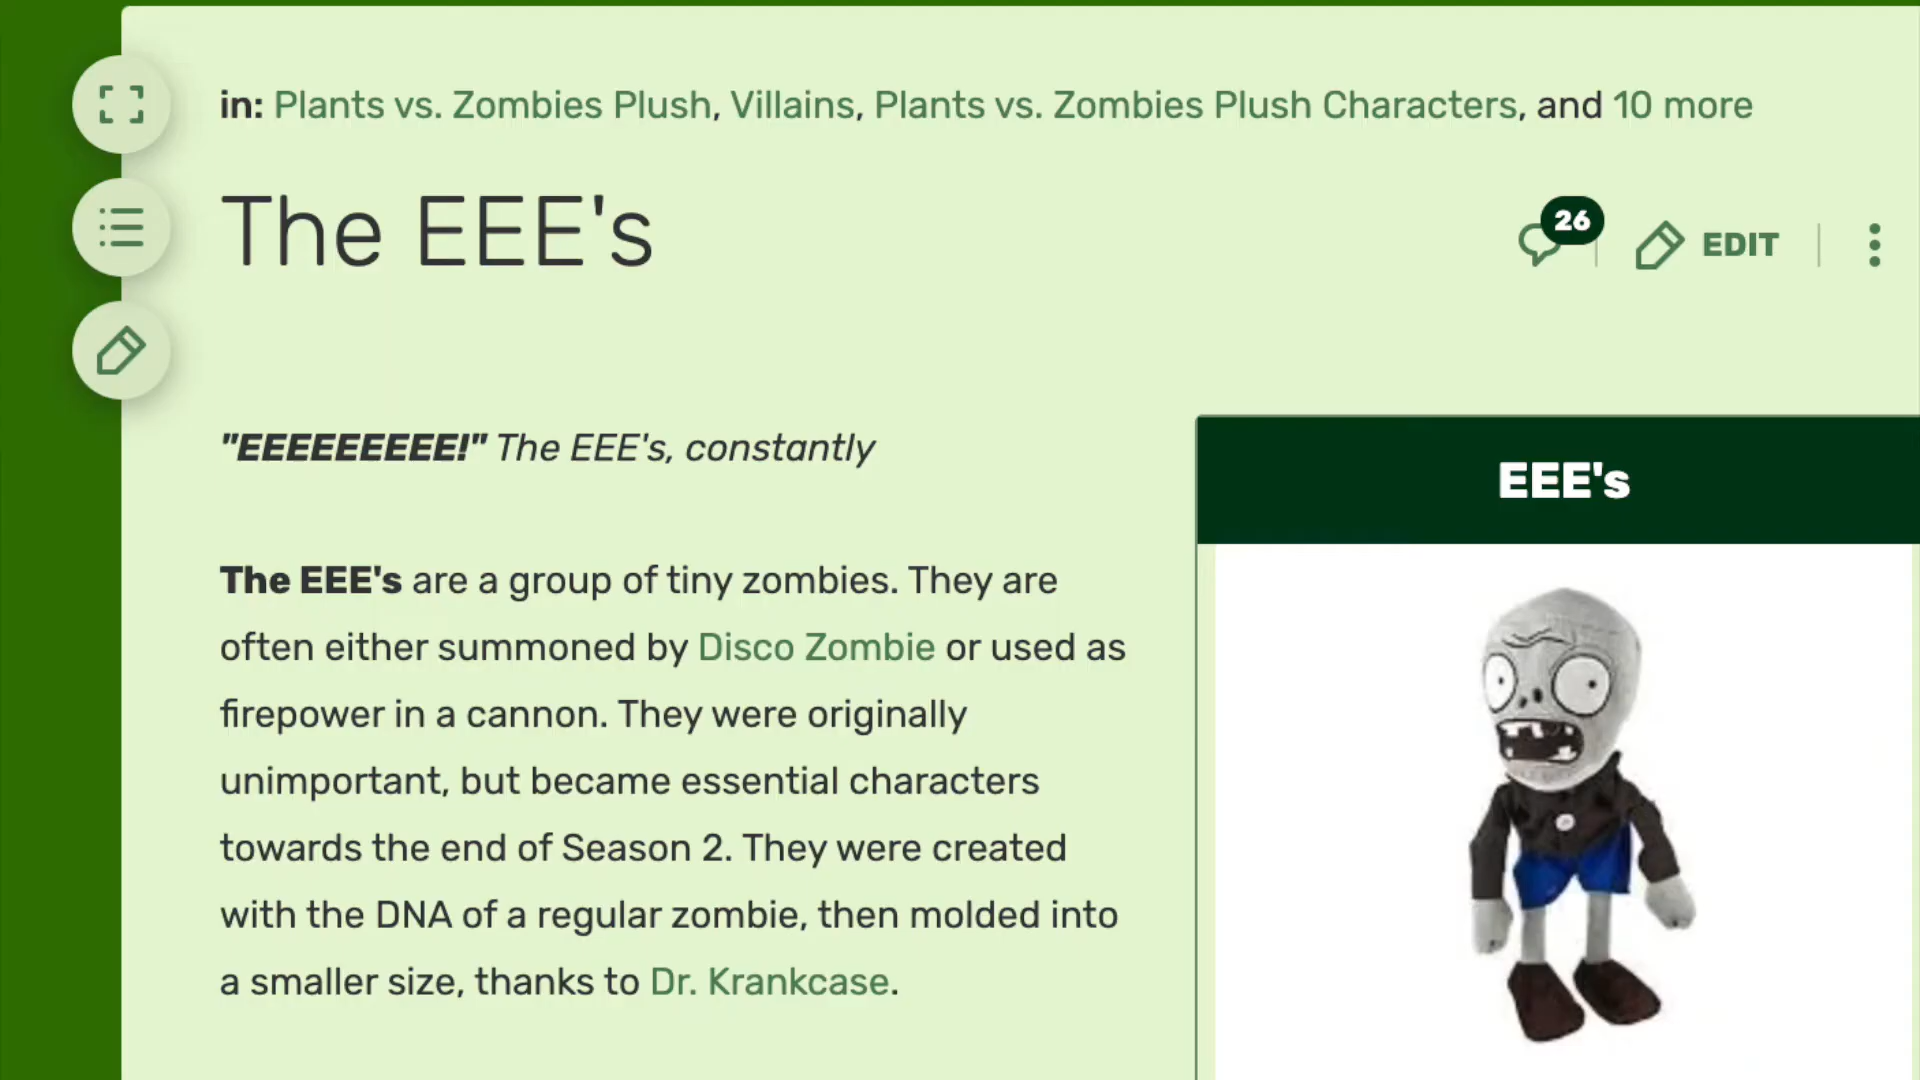 in: Plants vs. Zombies Plush, Villains, Plants vs. Zombies Plush Characters, and 10 more
The EEE's
26
EDIT
"EEEEEEEEE!" The EEE's, constantly
EEE's
The EEE's are a group of tiny zombies. They are
often either summoned by Disco Zombie or used as
firepower in a cannon. They were originally
unimportant, but became essential characters
towards the end of Season 2. They were created
with the DNA of a regular zombie, then molded into
a smaller size, thanks to Dr. Krankcase.